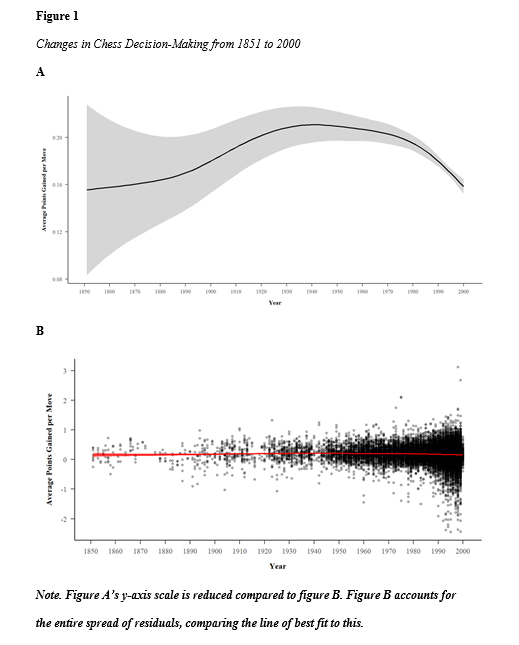 Figure 1
Changes in Chess Decision-Making from 1851 to 2000
A
Average Points Gained per Move
0.20
0.16
0.12
0.08
1850 1860 1870 1880 1890 1900 1910 1920 1930 1940 1950 1960 1970 1980 1990 2000
Year
B
Average Points Gained per Move
3
2
1
0
-1
-2
1850 1860 1870 1880 1890 1900 1910 1920 1930 1940 1950 1960 1970 1980 1990 2000
Year
Note. Figure A's y-axis scale is reduced compared to figure B. Figure B accounts for
the entire spread of residuals, comparing the line of best fit to this.